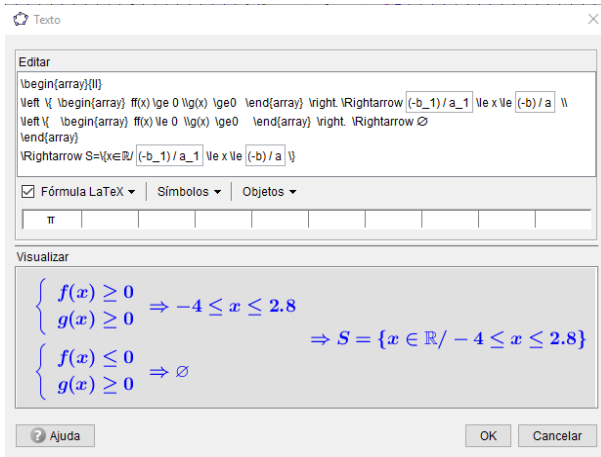 Texto
Editar
\begin{array}{ll}
\left \{ \begin{array} ff(x) \ge 0 \\g(x) \ge0 \end{array} \right. \Rightarrow (-b_1) / a_1 \le x \le (-b) / a \\
\left \{ \begin{array} ff(x) \le 0 \\g(x) \ge0 \end{array} \right. \Rightarrow ∅
\end{array}
\Rightarrow S=\{x∈ℝ/ (-b_1) / a_1 \le x \le (-b) / a \}
Fórmula LaTeX Símbolos Objetos
π
Visualizar
f(x) ≥ 0
g(x) ≥ 0
⇒ −4 ≤ x ≤ 2.8
f(x) ≤ 0
g(x) ≥ 0
⇒ ∅
⇒ S = {x ∈ ℝ/ − 4 ≤ x ≤ 2.8}
Ajuda OK Cancelar